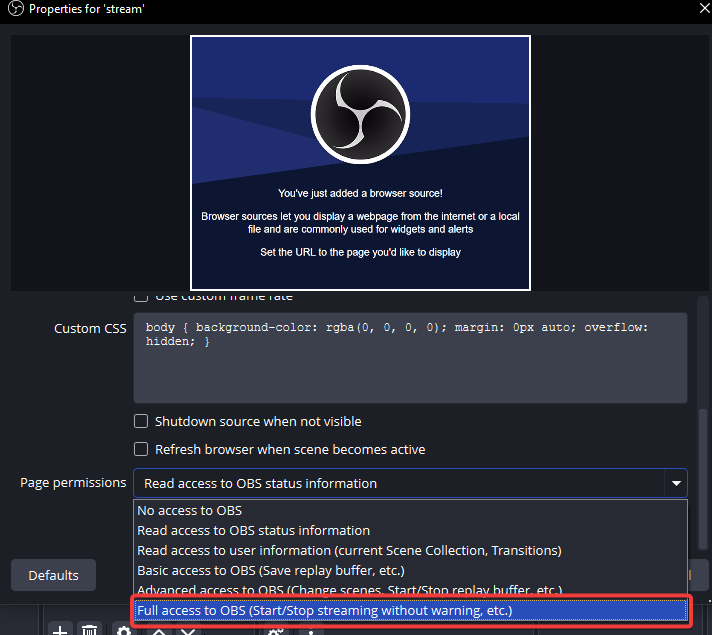 Properties for 'stream'
You've just added a browser source!
Browser sources let you display a webpage from the internet or a local
file and are commonly used for widgets and alerts
Set the URL to the page you'd like to display
Use custom frame rate
Custom CSS
body { background-color: rgba(0, 0, 0, 0); margin: 0px auto; overflow:
hidden; }
Shutdown source when not visible
Refresh browser when scene becomes active
Page permissions
Read access to OBS status information
No access to OBS
Read access to OBS status information
Read access to user information (current Scene Collection, Transitions)
Basic access to OBS (Save replay buffer, etc.)
Advanced access to OBS (Change scenes, Start/Stop replay buffer, etc.)
Full access to OBS (Start/Stop streaming without warning, etc.)
Defaults